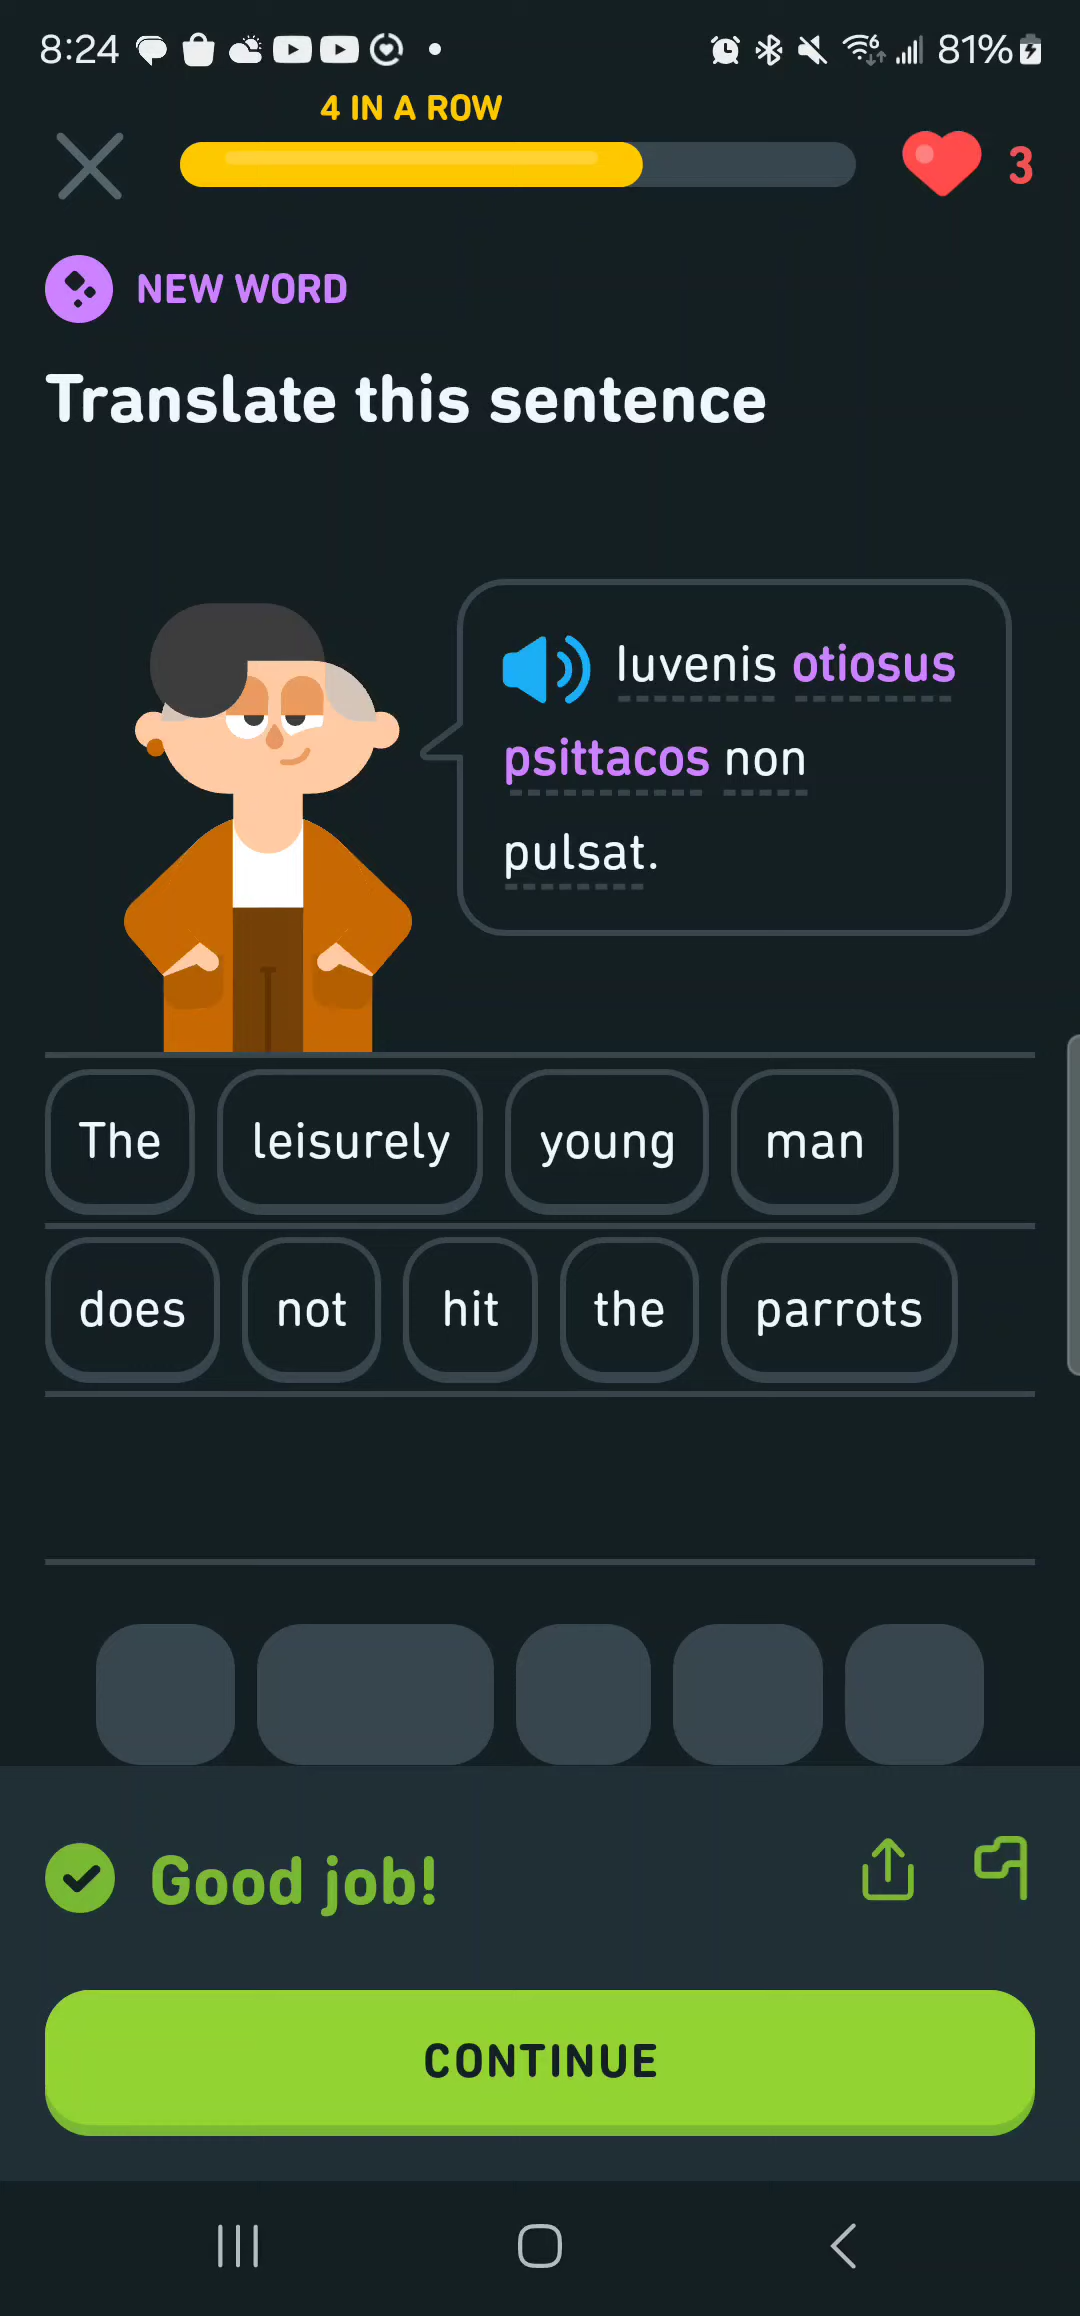 8:24 81%
4 IN A ROW
3
NEW WORD
Translate this sentence
Iuvenis otiosus
psittacos non
pulsat.
The leisurely young man
does not hit the parrots
Good job!
CONTINUE